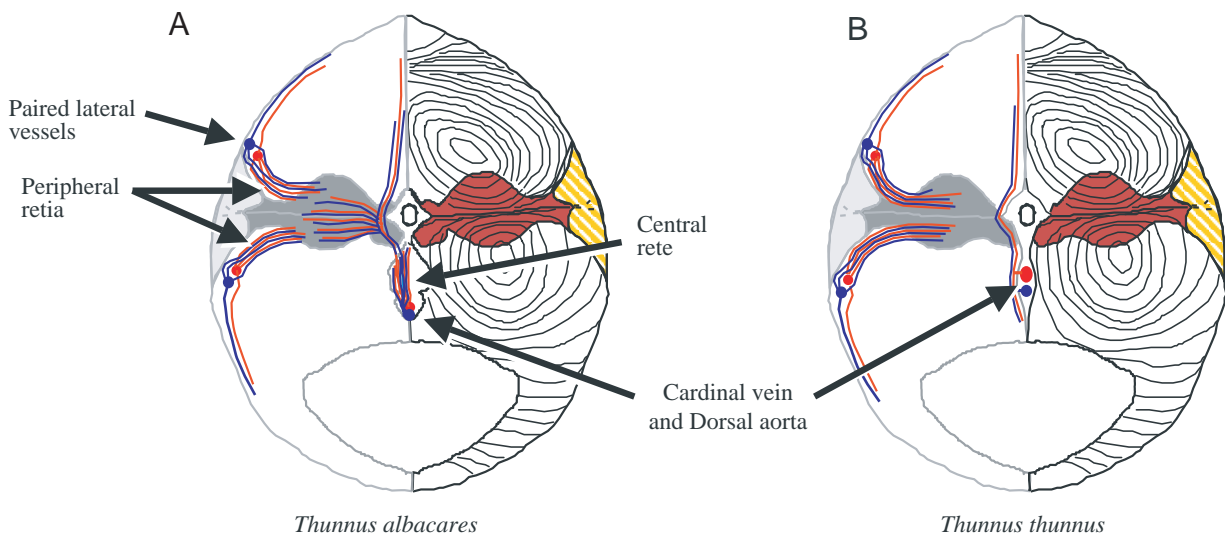 A
B
Paired lateral
vessels
Peripheral
retia
Central
rete
Cardinal vein
and Dorsal aorta
Thunnus albacares
Thunnus thunnus